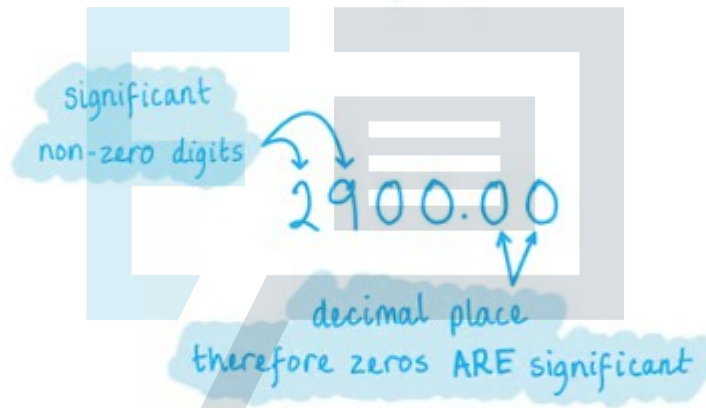 significant
non-zero digits
2900.00
decimal place
therefore zeros ARE significant